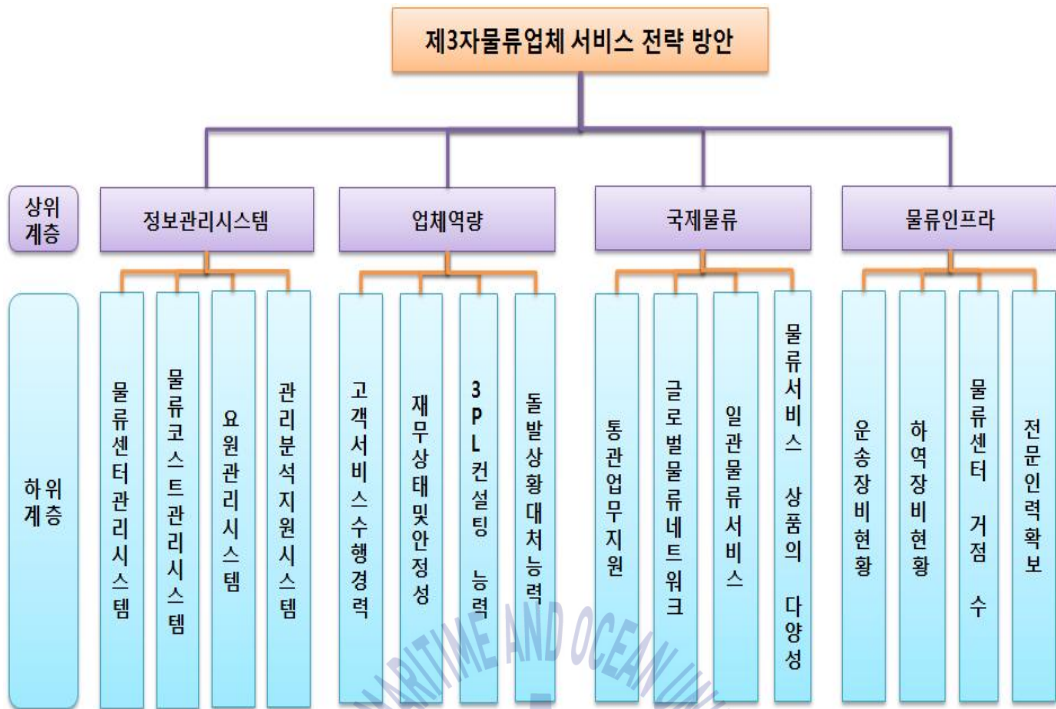 제3자물류업체 서비스 전략 방안
상위
계층
정보관리시스템
업체역량
국제물류
물류인프라
하위
계층
물류센터관리시스템
물류코스트관리시스템
요원관리시스템
관리분석지원시스템
고객서비스수행경력
재무상태및안정성
3PL컨설팅 능력
돌발상황대처능력
통관업무지원
글로벌물류네트워크
일관물류서비스
물류서비스 상품의 다양성
운송장비현황
하역장비현황
물류센터 거점 수
전문인력확보
MARITIME AND OCEAN